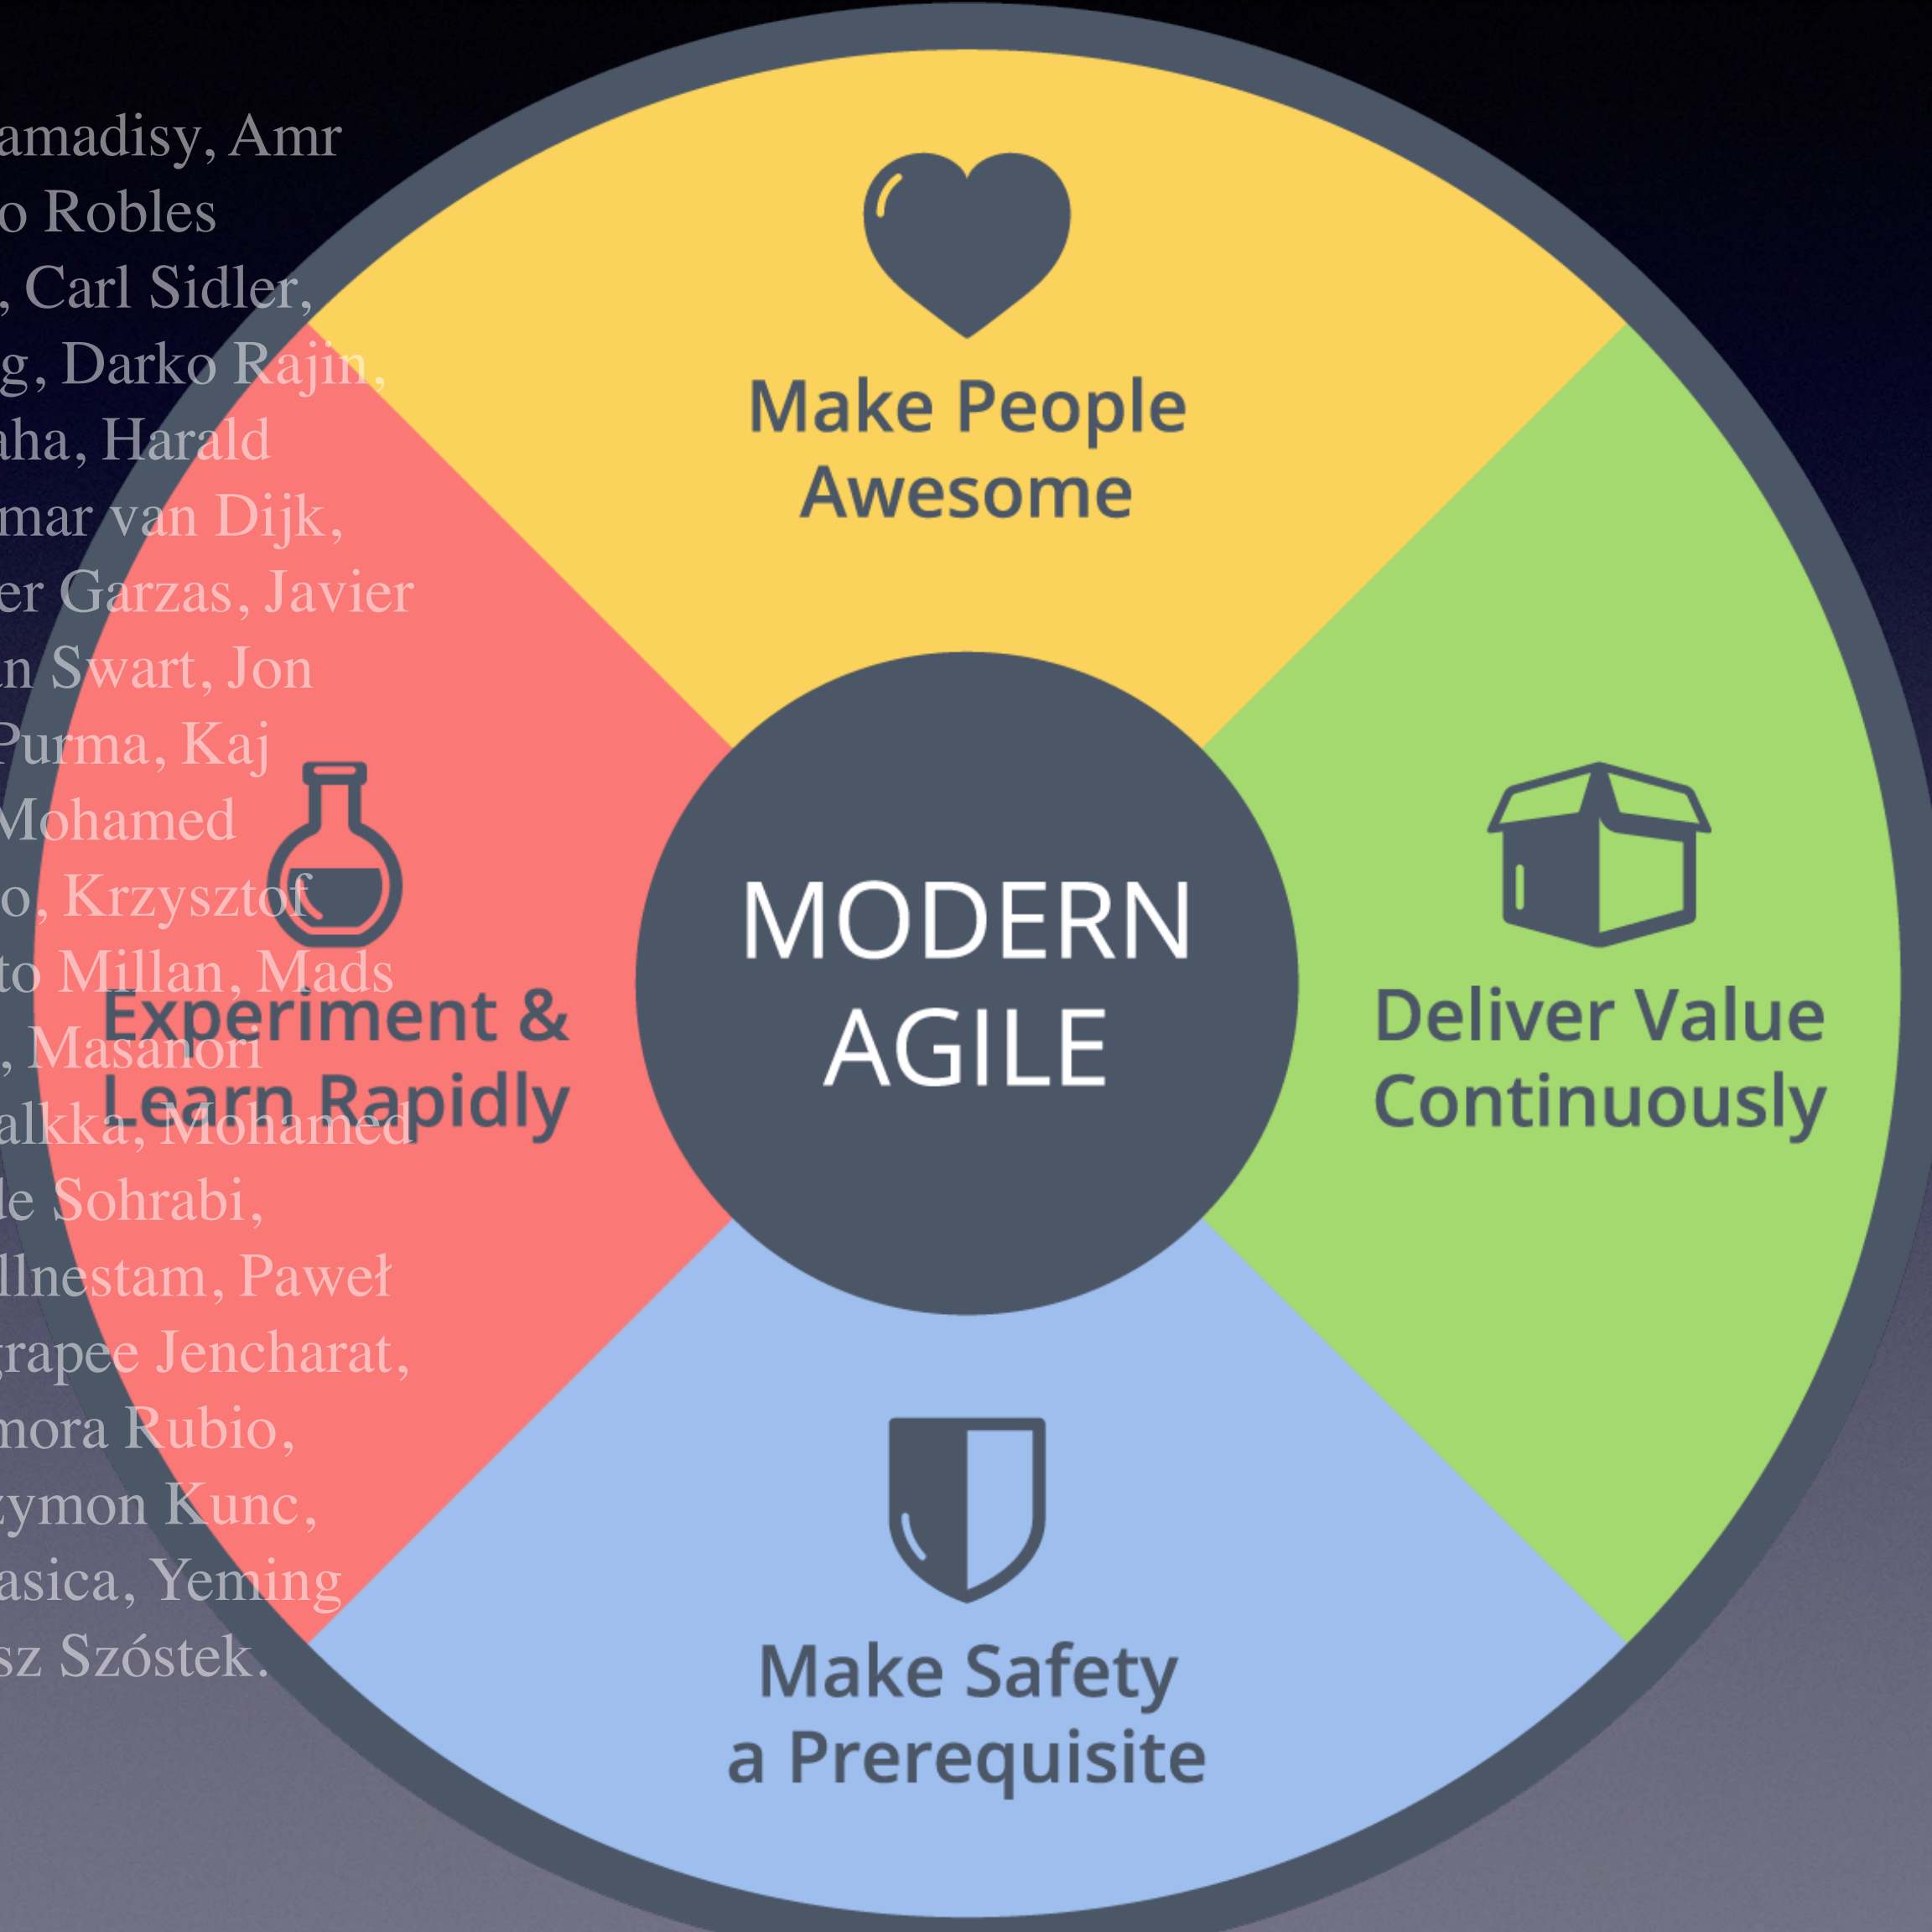 amadisy, Amr
o Robles
, Carl Sidler,
g, Darko Rajin,
aha, Harald
mar van Dijk,
er Garzas, Javier
an Swart, Jon
Purma, Kaj
Mohamed
o, Krzysztof
to Millan, Mads
, Masanori
alkka, Mohamed
de Sohrabi,
llnestam, Paweł
grapee Jencharat,
mora Rubio,
zymon Kunc,
asica, Yeming
sz Szóstek.
Make People
Awesome
Experiment &
Learn Rapidly
MODERN
AGILE
Deliver Value
Continuously
Make Safety
a Prerequisite